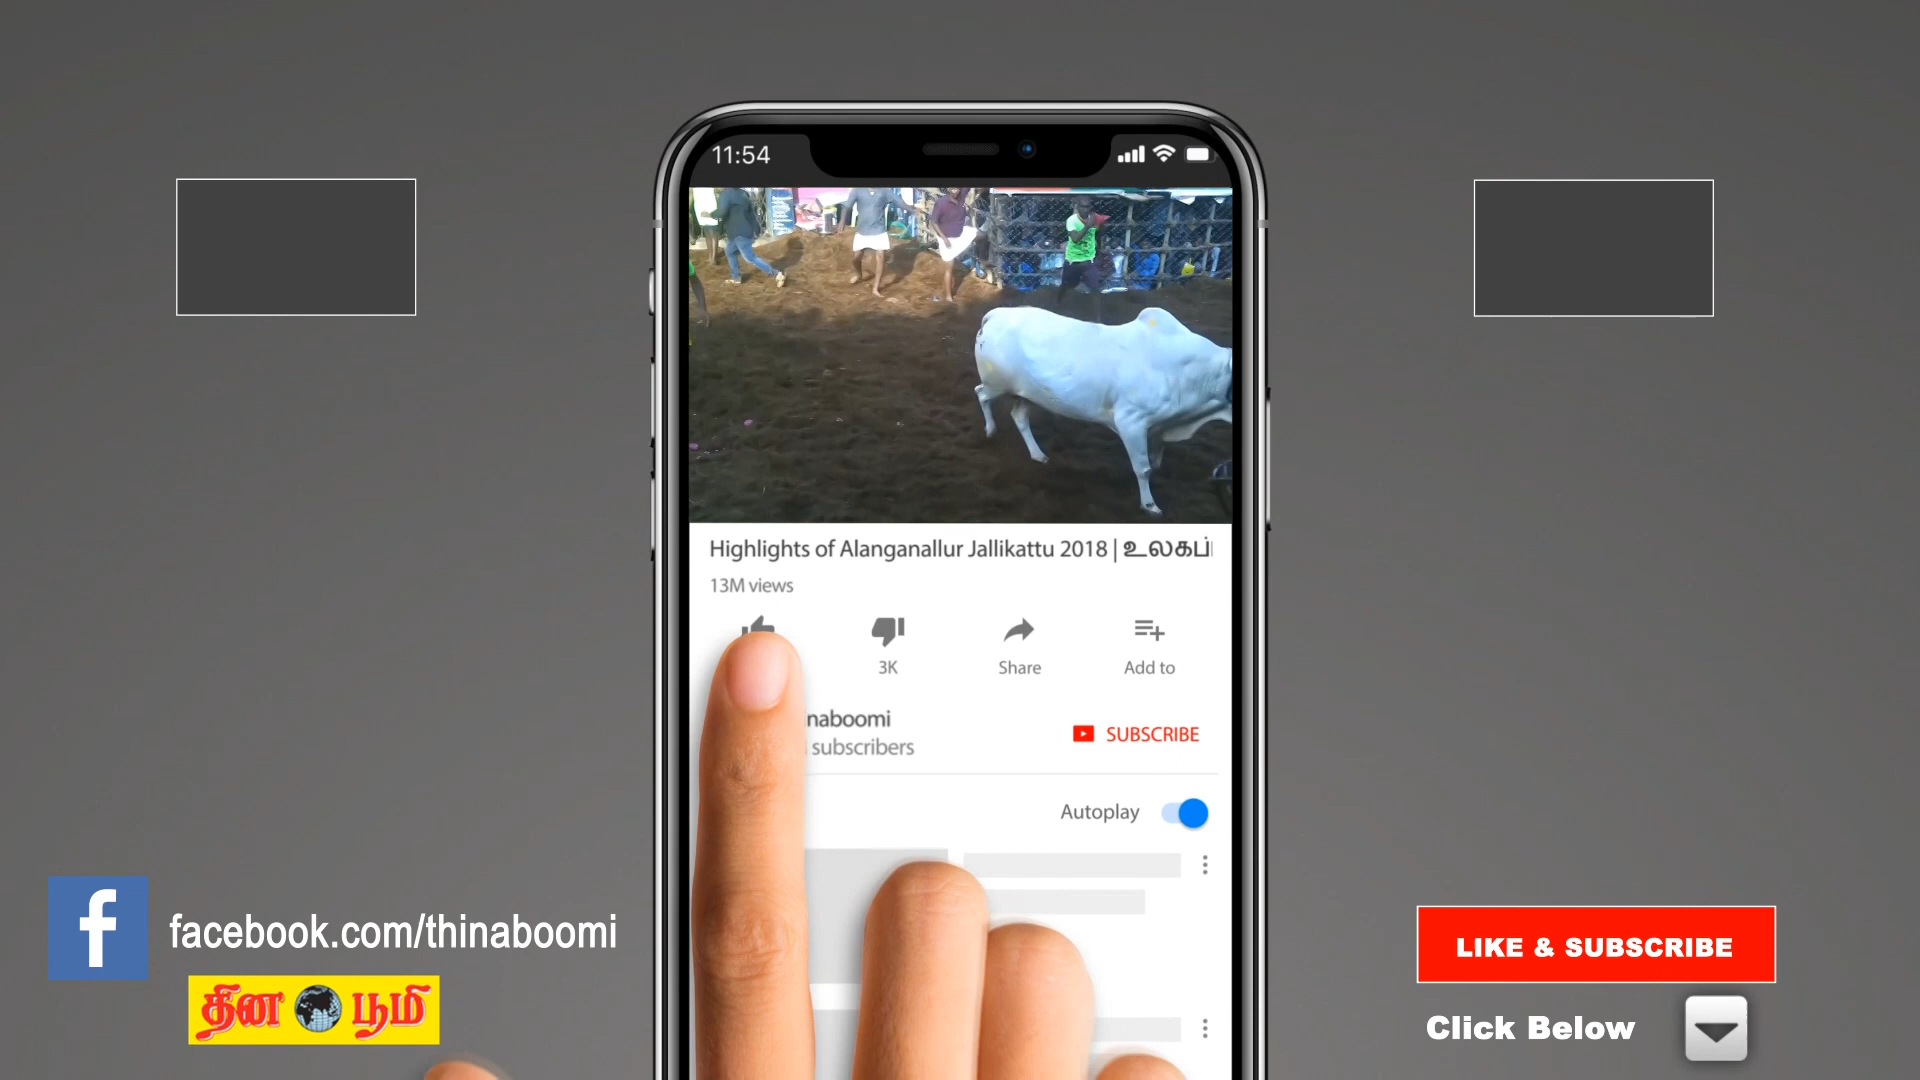 11:54
Highlights of Alanganallur Jallikattu 2018 | உலகப்
13M views
3K
Share
Add to
naboomi
subscribers
SUBSCRIBE
Autoplay
facebook.com/thinaboomi
தின பூமி
LIKE & SUBSCRIBE
Click Below